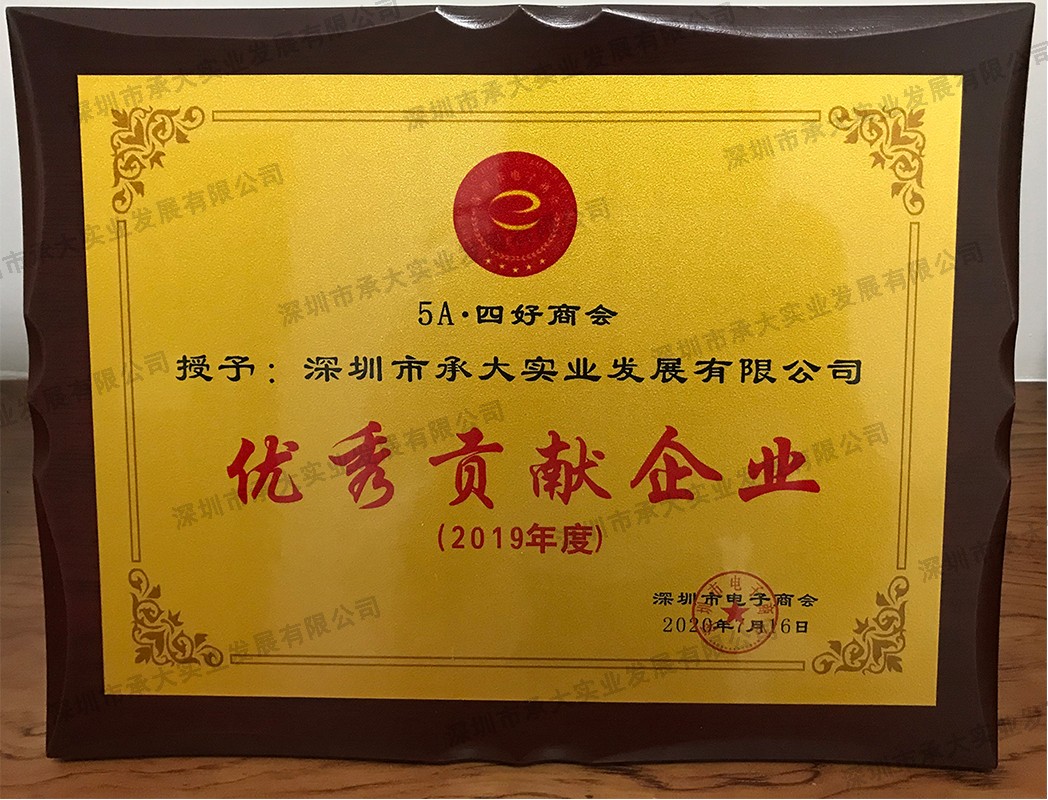 5A·四好商会
授予：深圳市承大实业发展有限公司
优秀贡献企业
(2019年度)
深圳市电子商会
2020年7月16日
深圳市承大实业发展有限公司